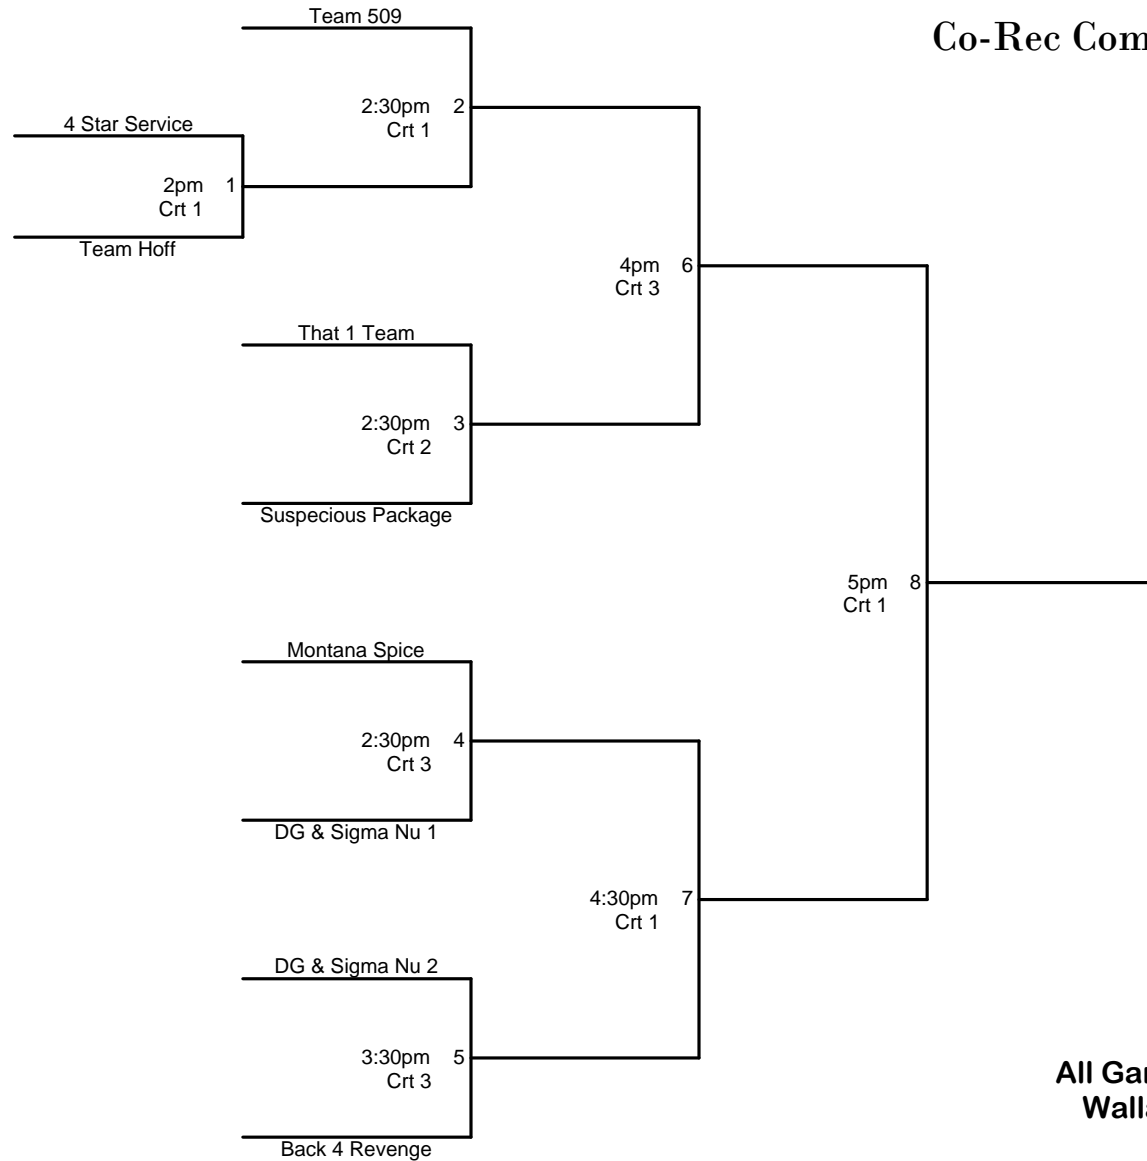 Team 509
Co-Rec Com
2:30pm 2
Crt 1
4 Star Service
2pm 1
Crt 1
Team Hoff
4pm 6
Crt 3
That 1 Team
2:30pm 3
Crt 2
Suspecious Package
5pm 8
Crt 1
Montana Spice
2:30pm 4
Crt 3
DG & Sigma Nu 1
4:30pm 7
Crt 1
DG & Sigma Nu 2
3:30pm 5
Crt 3
Back 4 Revenge
All Gar
Walla